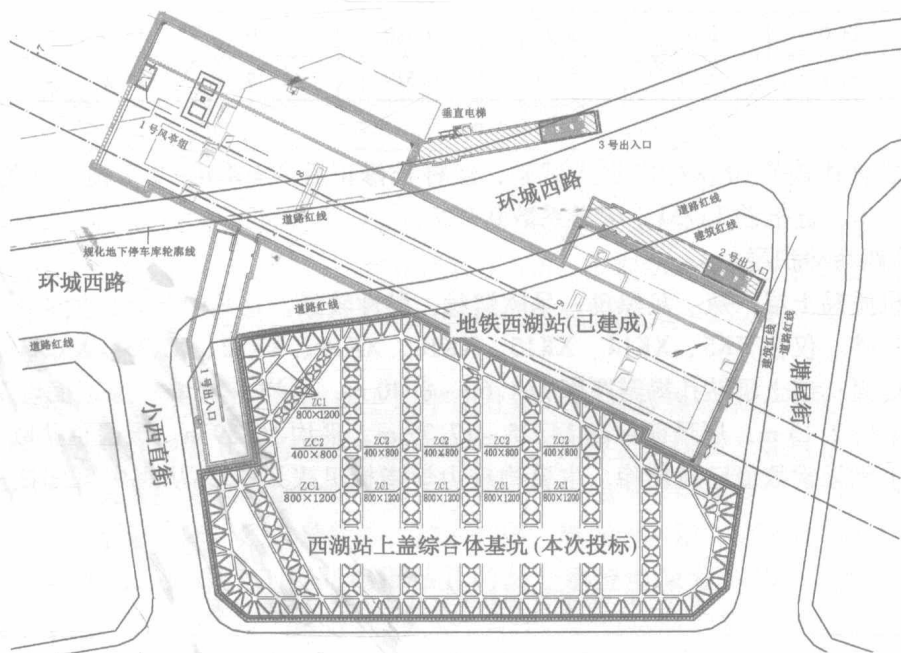 垂直电梯
1号风亭组
3号出入口
8
环城西路
道路红线
道路红线
建筑红线
规化地下停车库轮廓线
2号出入口
环城西路
道路红线
9
地铁西湖站(已建成)
道路红线
建筑红线
道路红线
塘尾街
1号出入口
小西直街
ZC1
800×1200
ZC2 ZC2 ZC2 ZC2 ZC2
400×800 400×800 400×800 400×800 400×800
ZC1 ZC1 ZC1 ZC1 ZC1
800×1200 800×1200 800×1200 800×1200 800×1200
西湖站上盖综合体基坑(本次投标)